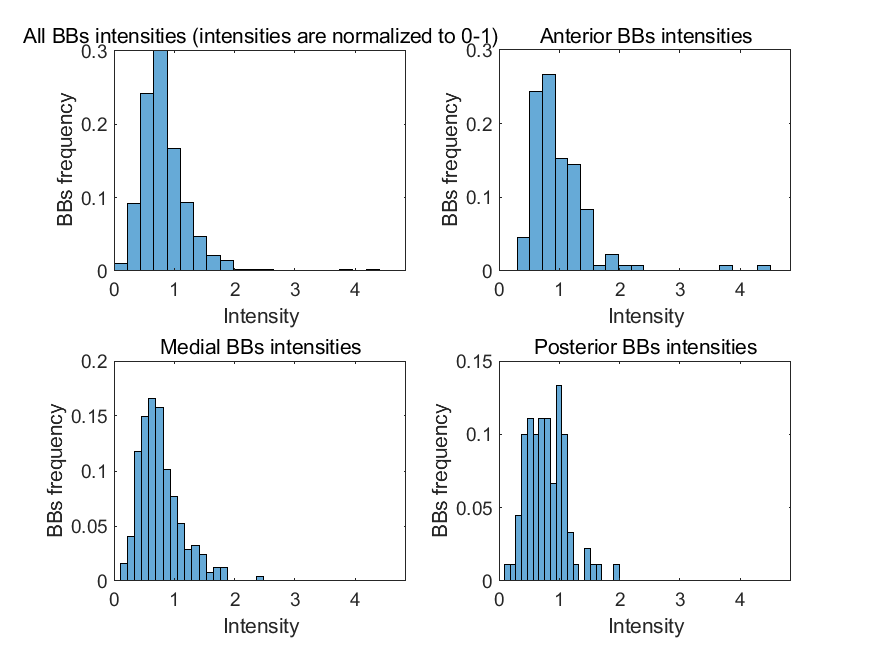 All BBs intensities (intensities are normalized to 0-1)
0.3
0.2
0.1
0
BBs frequency
0 1 2 3 4
Intensity
Anterior BBs intensities
0.3
0.2
0.1
0
BBs frequency
0 1 2 3 4
Intensity
Medial BBs intensities
0.2
0.15
0.1
0.05
0
BBs frequency
0 1 2 3 4
Intensity
Posterior BBs intensities
0.15
0.1
0.05
0
BBs frequency
0 1 2 3 4
Intensity